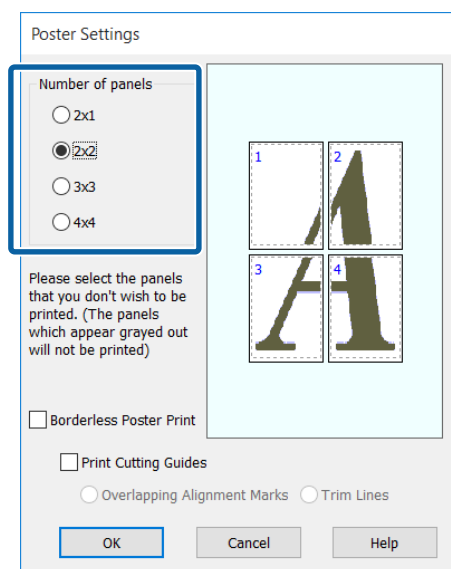 Poster Settings
Number of panels
2x1
2x2
3x3
4x4
1
2
3
4
Please select the panels
that you don't wish to be
printed. (The panels
which appear grayed out
will not be printed)
Borderless Poster Print
Print Cutting Guides
Overlapping Alignment Marks
Trim Lines
OK
Cancel
Help